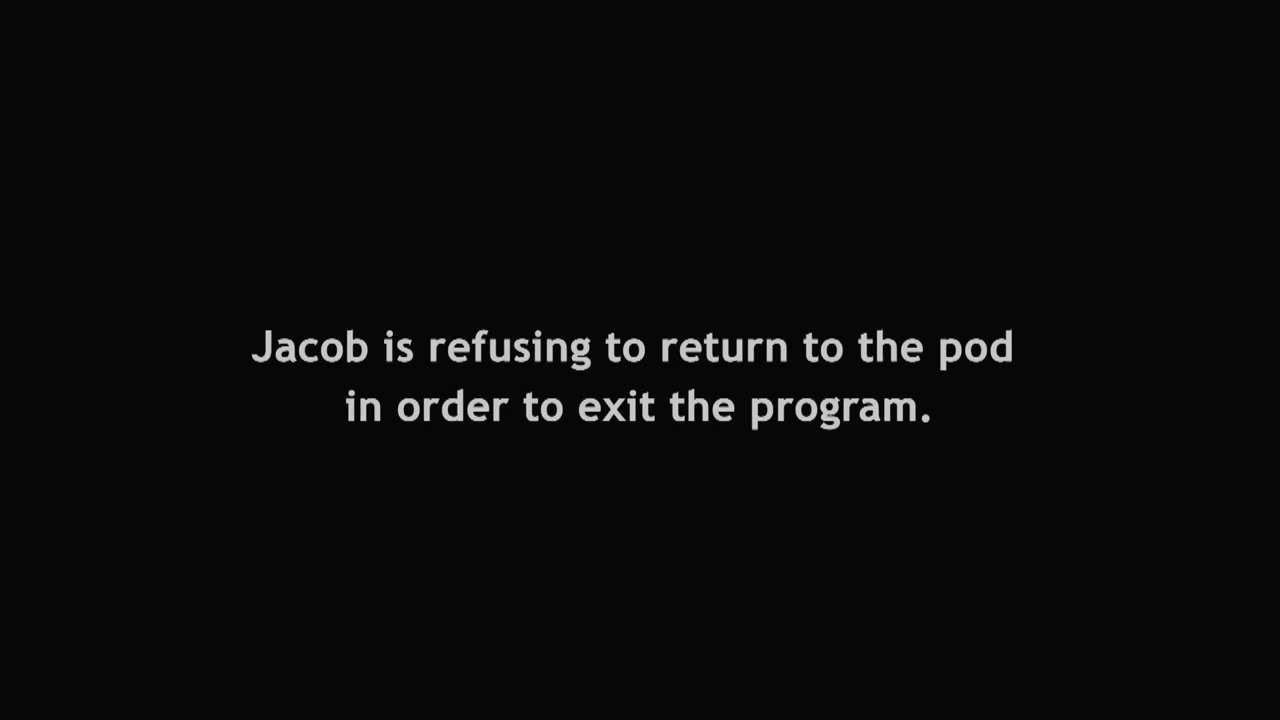 Jacob is refusing to return to the pod
in order to exit the program.